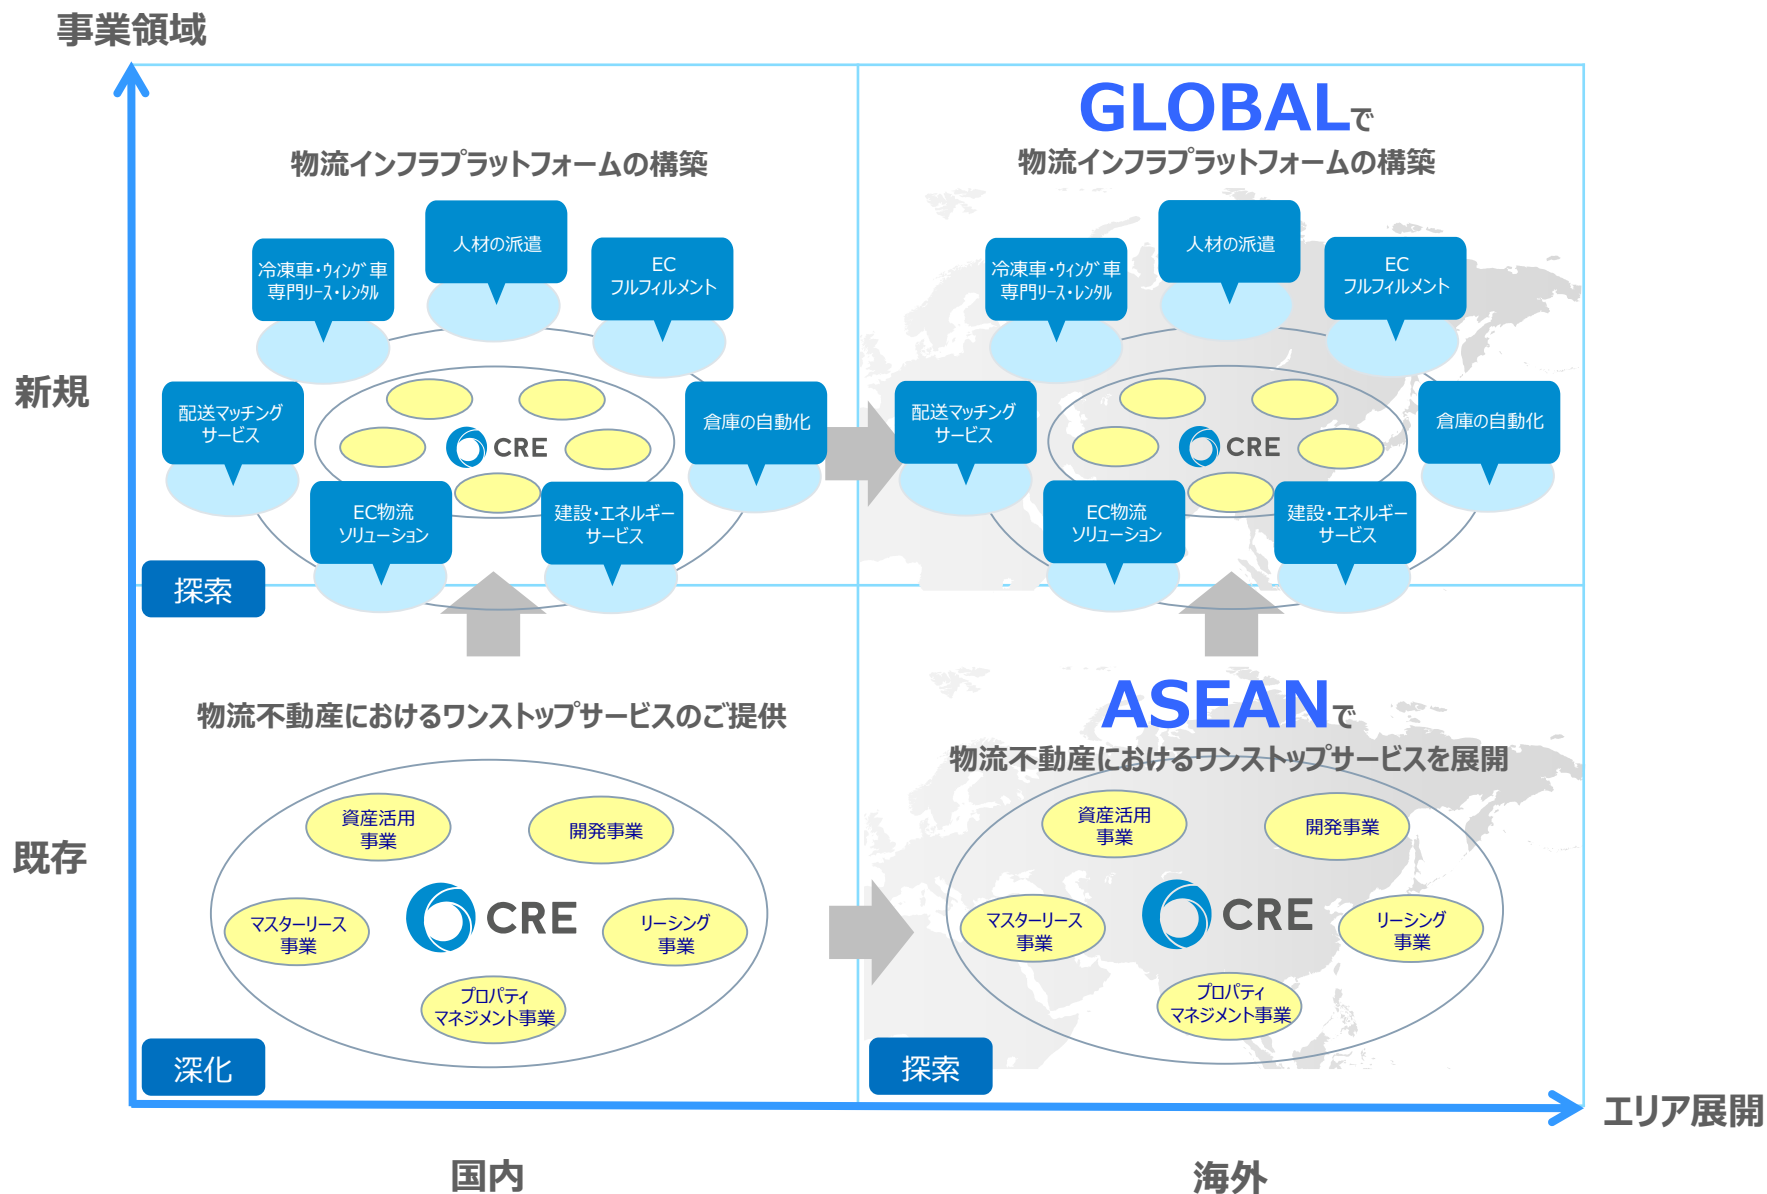 事業領域
新規
既存
物流インフラプラットフォームの構築
人材の派遣
冷凍車・ウィング車
専門リース・レンタル
EC
フルフィルメント
配送マッチング
サービス
倉庫の自動化
CRE
EC物流
ソリューション
建設・エネルギー
サービス
探索
GLOBALで
物流インフラプラットフォームの構築
人材の派遣
冷凍車・ウィング車
専門リース・レンタル
EC
フルフィルメント
配送マッチング
サービス
倉庫の自動化
CRE
EC物流
ソリューション
建設・エネルギー
サービス
物流不動産におけるワンストップサービスのご提供
資産活用
事業
開発事業
マスターリース
事業
CRE
リーシング
事業
プロパティ
マネジメント事業
深化
ASEANで
物流不動産におけるワンストップサービスを展開
資産活用
事業
開発事業
マスターリース
事業
CRE
リーシング
事業
プロパティ
マネジメント事業
探索
エリア展開
国内
海外